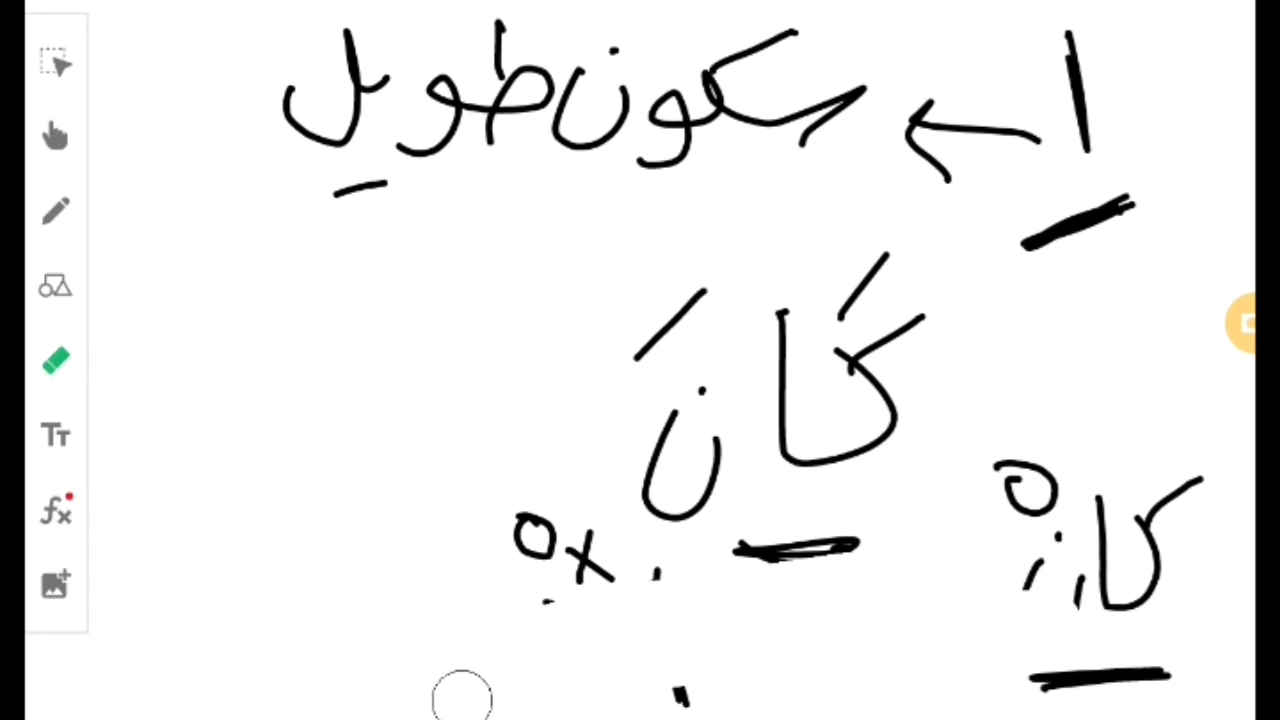 ا ← سكون طويل
كَانَ
كان